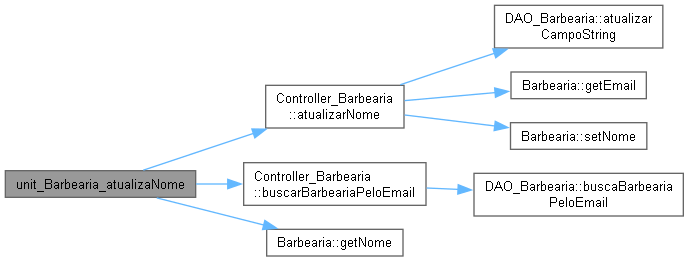 unit_Barbearia_atualizaNome
Controller_Barbearia
::atualizarNome
DAO_Barbearia::atualizar
CampoString
Barbearia::getEmail
Barbearia::setNome
Controller_Barbearia
::buscarBarbeariaPeloEmail
DAO_Barbearia::buscaBarbearia
PeloEmail
Barbearia::getNome